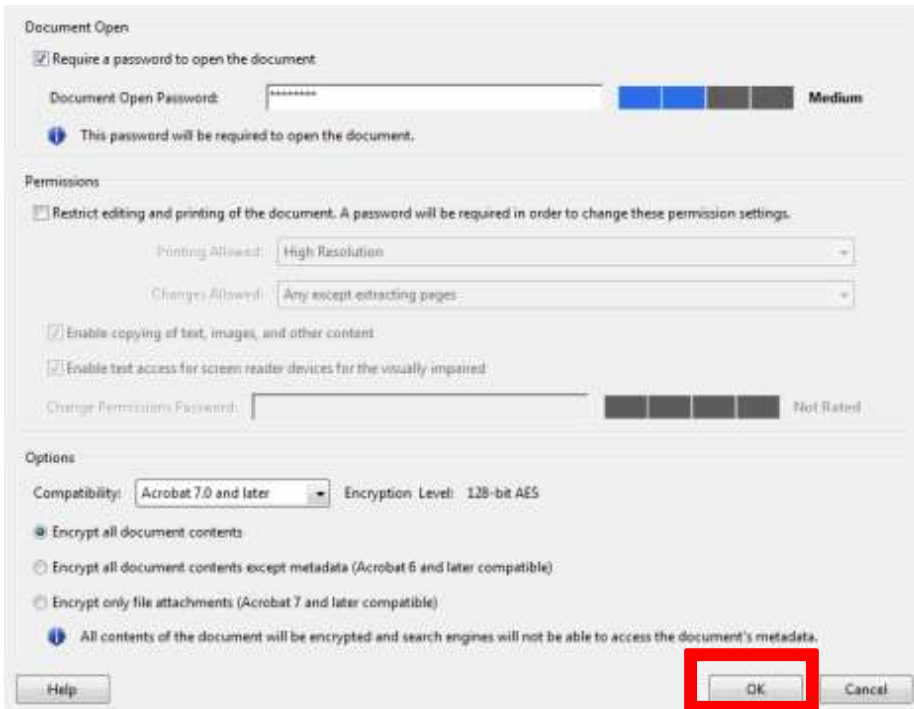 Document Open
Require a password to open the document
Document Open Password: ******** Medium
This password will be required to open the document.
Permissions
Restrict editing and printing of the document. A password will be required in order to change these permission settings.
Printing Allowed: High Resolution
Changes Allowed: Any except extracting pages
Enable copying of text, images, and other content
Enable text access for screen reader devices for the visually impaired
Change Permissions Password: Not Rated
Options
Compatibility: Acrobat 7.0 and later Encryption Level: 128-bit AES
Encrypt all document contents
Encrypt all document contents except metadata (Acrobat 6 and later compatible)
Encrypt only file attachments (Acrobat 7 and later compatible)
All contents of the document will be encrypted and search engines will not be able to access the document's metadata.
Help OK Cancel